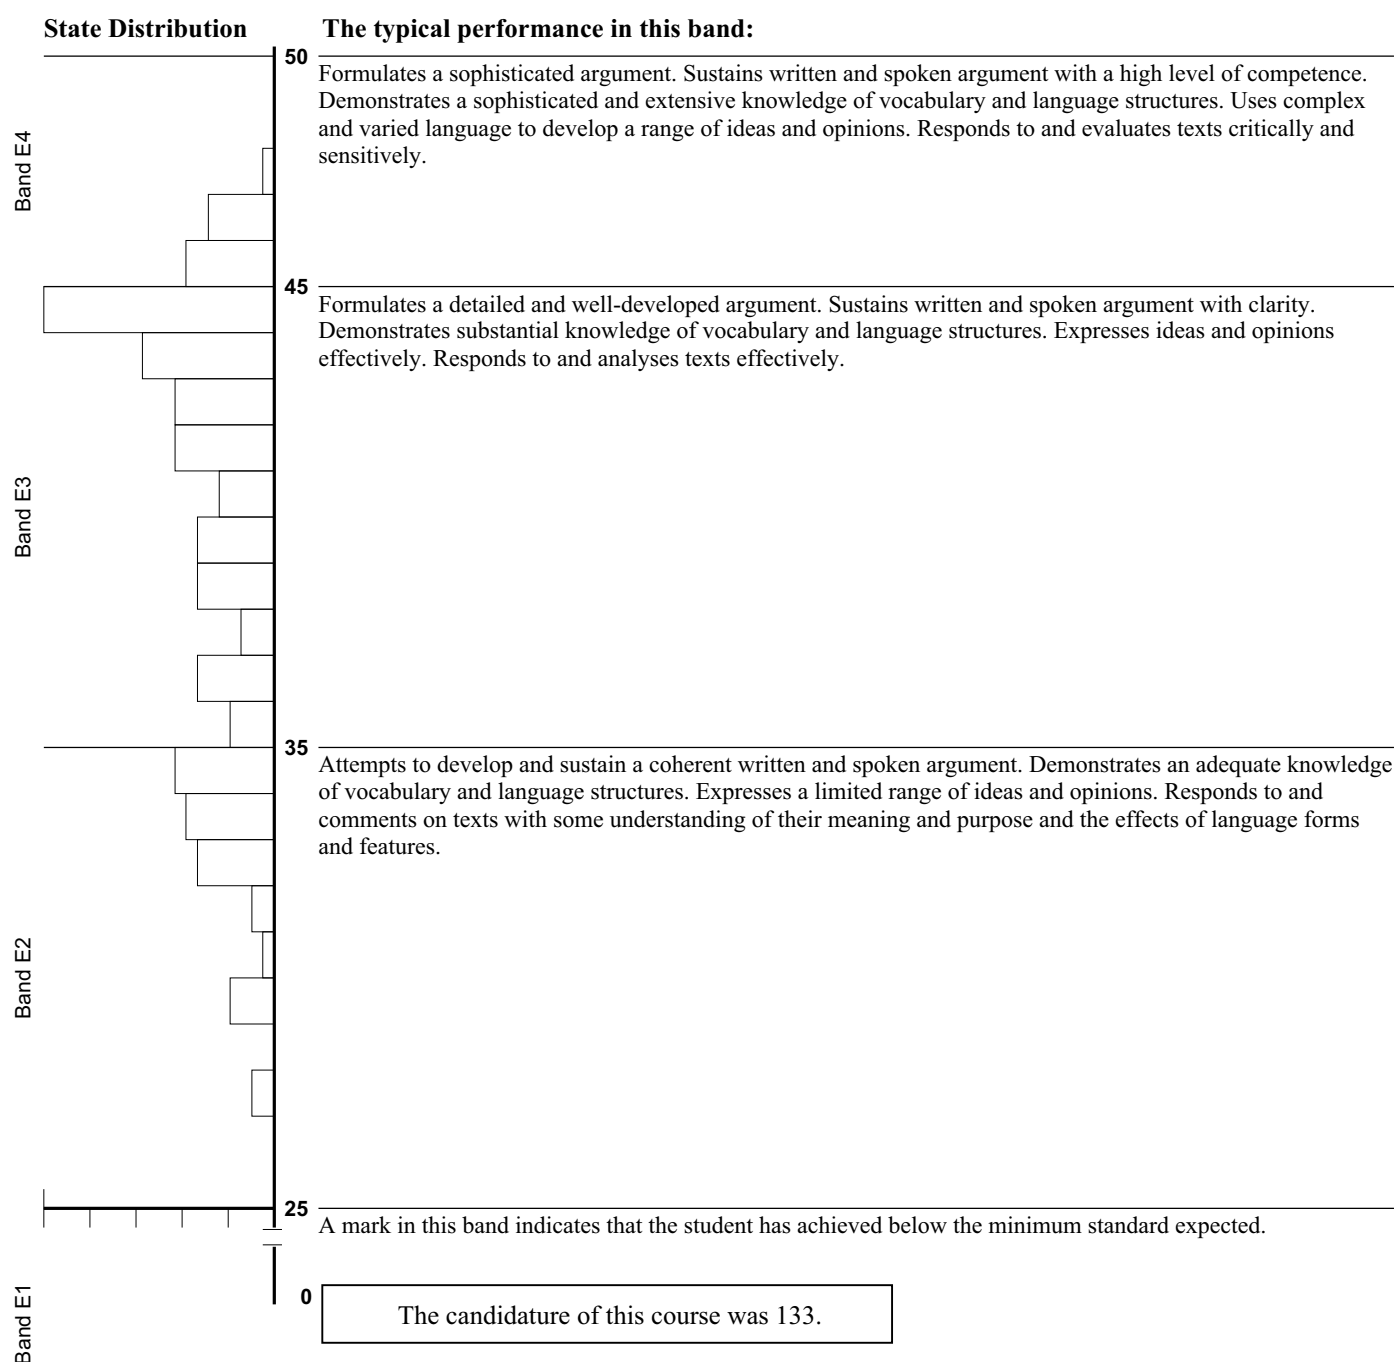 State Distribution
The typical performance in this band:
50
Formulates a sophisticated argument. Sustains written and spoken argument with a high level of competence.
Demonstrates a sophisticated and extensive knowledge of vocabulary and language structures. Uses complex
and varied language to develop a range of ideas and opinions. Responds to and evaluates texts critically and
sensitively.
Band E4
45
Formulates a detailed and well-developed argument. Sustains written and spoken argument with clarity.
Demonstrates substantial knowledge of vocabulary and language structures. Expresses ideas and opinions
effectively. Responds to and analyses texts effectively.
Band E3
35
Attempts to develop and sustain a coherent written and spoken argument. Demonstrates an adequate knowledge
of vocabulary and language structures. Expresses a limited range of ideas and opinions. Responds to and
comments on texts with some understanding of their meaning and purpose and the effects of language forms
and features.
Band E2
25
A mark in this band indicates that the student has achieved below the minimum standard expected.
0
Band E1
The candidature of this course was 133.